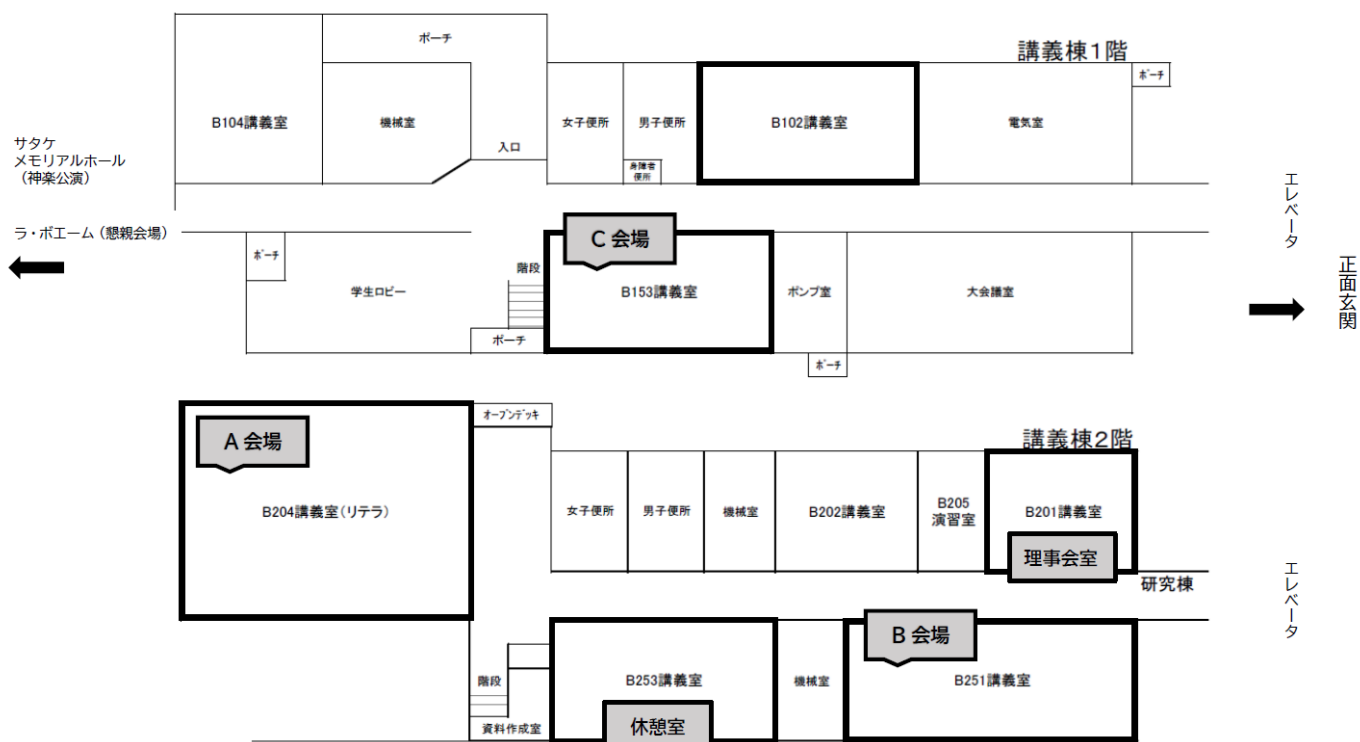 ポーチ
講義棟1階
ポーチ
B104講義室
機械室
女子便所
男子便所
B102講義室
電気室
入口
身障者
便所
サタケ
メモリアルホール
(神楽公演)
エレベータ
ラ・ボエーム(懇親会場)
C 会場
ポーチ
階段
学生ロビー
B153講義室
ポンプ室
大会議室
正面玄関
ポーチ
ポーチ
オープンデッキ
A 会場
講義棟2階
B204講義室(リテラ)
女子便所
男子便所
機械室
B202講義室
B205
演習室
B201講義室
理事会室
研究棟
エレベータ
B 会場
階段
B253講義室
機械室
B251講義室
資料作成室
休憩室